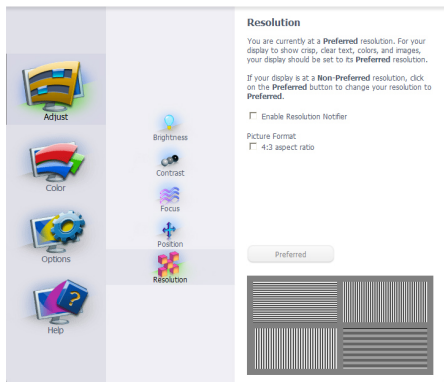 Adjust
Color
Options
Help
Brightness
Contrast
Focus
Position
Resolution
Resolution
You are currently at a Preferred resolution. For your
display to show crisp, clear text, colors, and images,
your display should be set to its Preferred resolution.
If your display is at a Non-Preferred resolution, click
on the Preferred button to change your resolution to
Preferred.
Enable Resolution Notifier
Picture Format
4:3 aspect ratio
Preferred